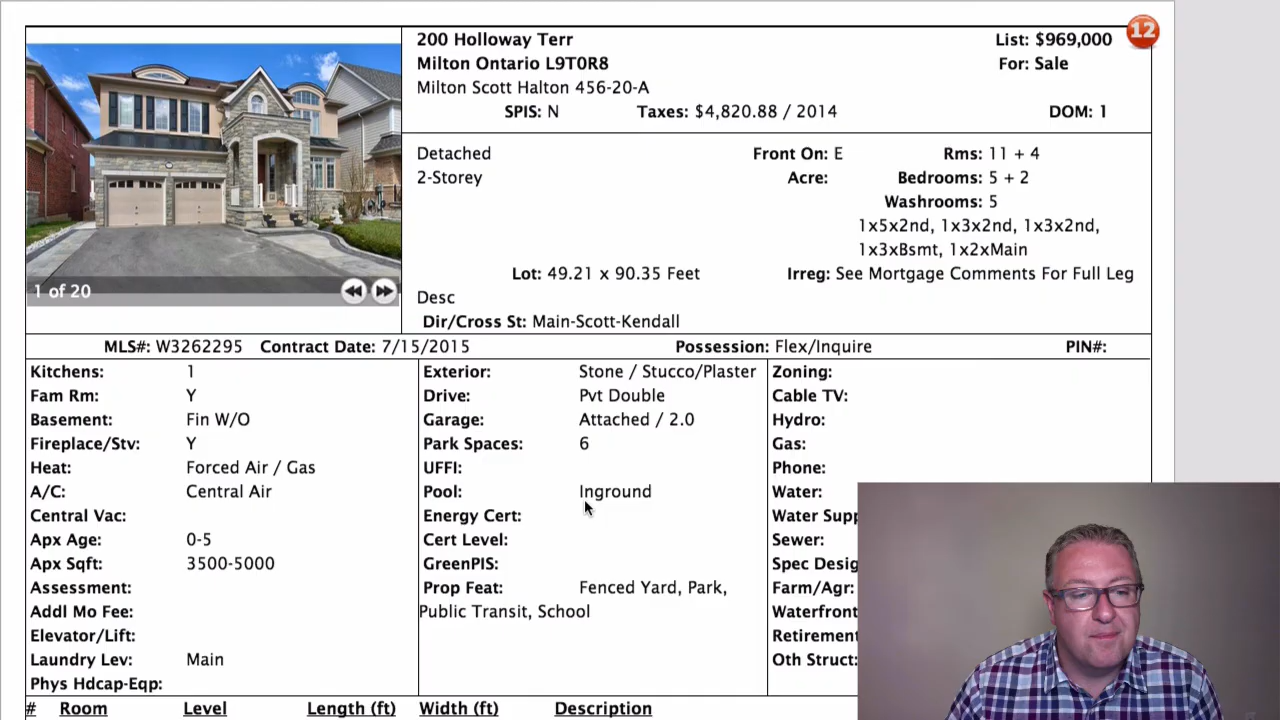 200 Holloway Terr
List: $969,000
12
Milton Ontario L9T0R8
For: Sale
Milton Scott Halton 456-20-A
SPIS: N Taxes: $4,820.88 / 2014 DOM: 1
Detached Front On: E Rms: 11 + 4
2-Storey Acre: Bedrooms: 5 + 2
Washrooms: 5
1x5x2nd, 1x3x2nd, 1x3x2nd,
1x3xBsmt, 1x2xMain
Lot: 49.21 x 90.35 Feet Irreg: See Mortgage Comments For Full Leg
1 of 20
Desc
Dir/Cross St: Main-Scott-Kendall
MLS#: W3262295 Contract Date: 7/15/2015 Possession: Flex/Inquire PIN#:
Kitchens: 1 Exterior: Stone / Stucco/Plaster Zoning:
Fam Rm: Y Drive: Pvt Double Cable TV:
Basement: Fin W/O Garage: Attached / 2.0 Hydro:
Fireplace/Stv: Y Park Spaces: 6 Gas:
Heat: Forced Air / Gas UFFI: Phone:
A/C: Central Air Pool: Inground Water:
Central Vac: Energy Cert: Water Supp
Apx Age: 0-5 Cert Level: Sewer:
Apx Sqft: 3500-5000 GreenPIS: Spec Desig
Assessment: Prop Feat: Fenced Yard, Park, Farm/Agr:
Addl Mo Fee: Public Transit, School Waterfront
Elevator/Lift: Retirement
Laundry Lev: Main Oth Struct:
Phys Hdcap-Eqp:
# Room Level Length (ft) Width (ft) Description